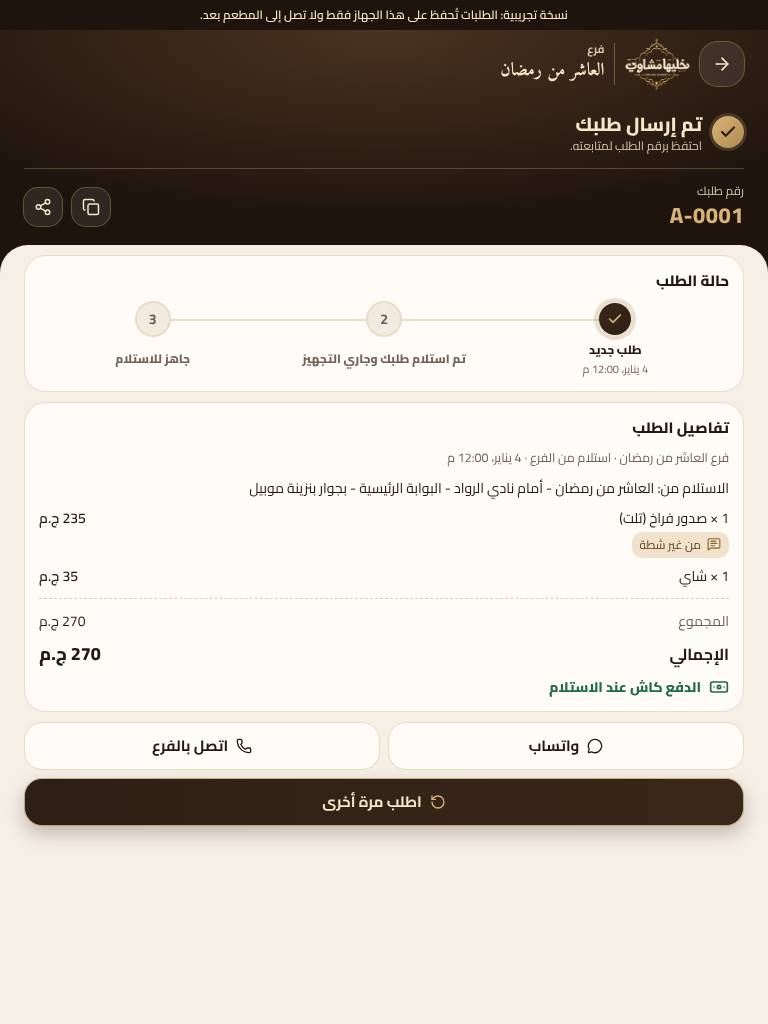 نسخة تجريبية: الطلبات تُحفظ على هذا الجهاز فقط ولا تصل إلى المطعم بعد.
خليها مشاوي
فرع
العاشر من رمضان
تم إرسال طلبك
احتفظ برقم الطلب لمتابعته.
رقم طلبك
A-0001
حالة الطلب
طلب جديد
4 يناير، 12:00 م
2
تم استلام طلبك وجاري التجهيز
3
جاهز للاستلام
تفاصيل الطلب
فرع العاشر من رمضان · استلام من الفرع · 4 يناير، 12:00 م
الاستلام من: العاشر من رمضان - أمام نادي الرواد - البوابة الرئيسية - بجوار بنزينة موبيل
1 × صدور فراخ (تلت) 235 ج.م
من غير شطة
1 × شاي 35 ج.م
المجموع 270 ج.م
الإجمالي 270 ج.م
الدفع كاش عند الاستلام
واتساب
اتصل بالفرع
اطلب مرة أخرى